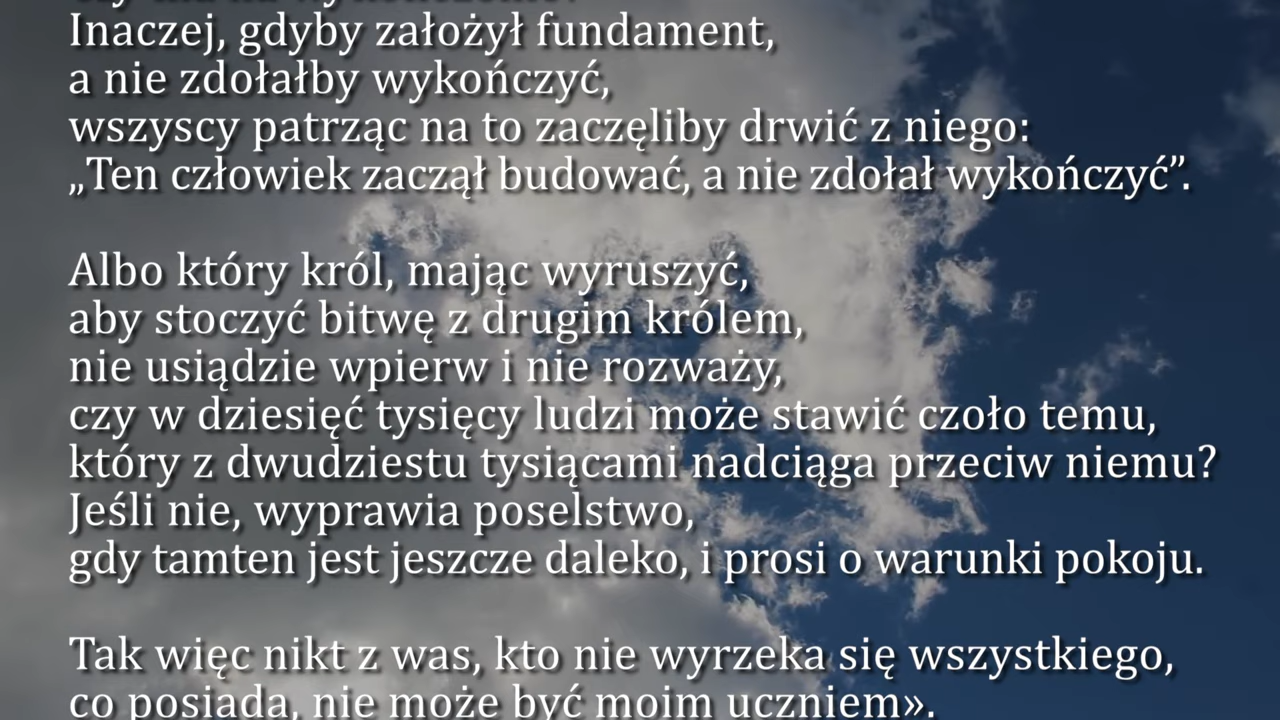 Inaczej, gdyby założył fundament,
a nie zdołałby wykończyć,
wszyscy patrząc na to zaczęliby drwić z niego:
„Ten człowiek zaczął budować, a nie zdołał wykończyć”.
Albo który król, mając wyruszyć,
aby stoczyć bitwę z drugim królem,
nie usiądzie wpierw i nie rozważy,
czy w dziesięć tysięcy ludzi może stawić czoło temu,
który z dwudziestu tysiącami nadciąga przeciw niemu?
Jeśli nie, wyprawia poselstwo,
gdy tamten jest jeszcze daleko, i prosi o warunki pokoju.
Tak więc nikt z was, kto nie wyrzeka się wszystkiego,
co posiada, nie może być moim uczniem».